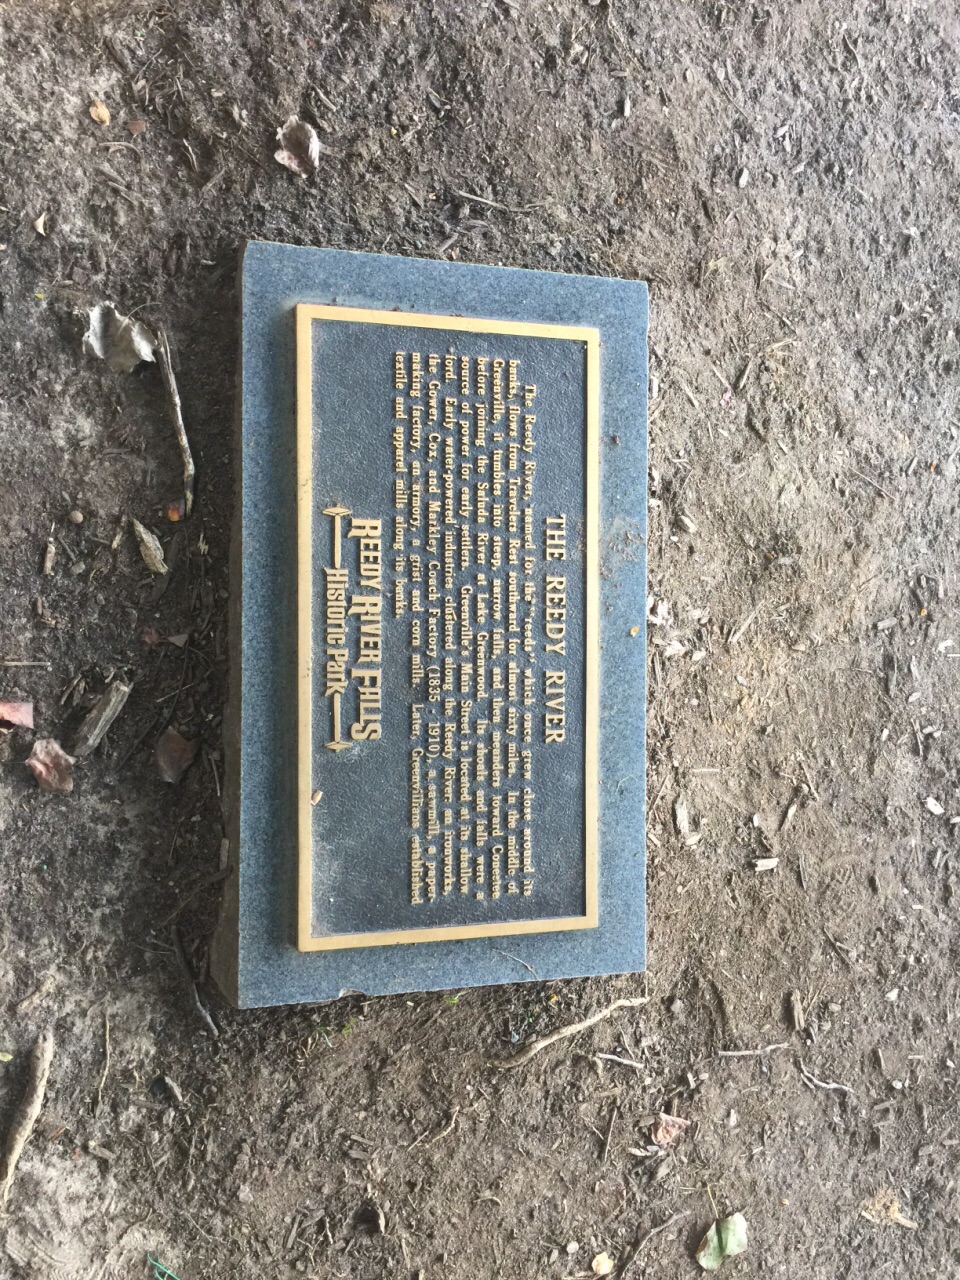 THE REEDY RIVER
The Reedy River, named for the "reeds" which once grew close around its
banks, flows from Travelers Rest southward for almost sixty miles. In the middle of
Greenville, it tumbles into steep, narrow falls, and then meanders toward Conestee
before joining the Saluda River at Lake Greenwood. Its shoals and falls were a
source of power for early settlers. Greenville's Main Street is located at its shallow
ford. Early water-powered industries clustered along the Reedy River: an ironworks,
the Gower, Cox, and Markley Coach Factory (1835 - 1910), a sawmill, a paper-
making factory, an armory, a grist and corn mills. Later, Greenvillians established
textile and apparel mills along its banks.
REEDY RIVER FALLS
Historic Park